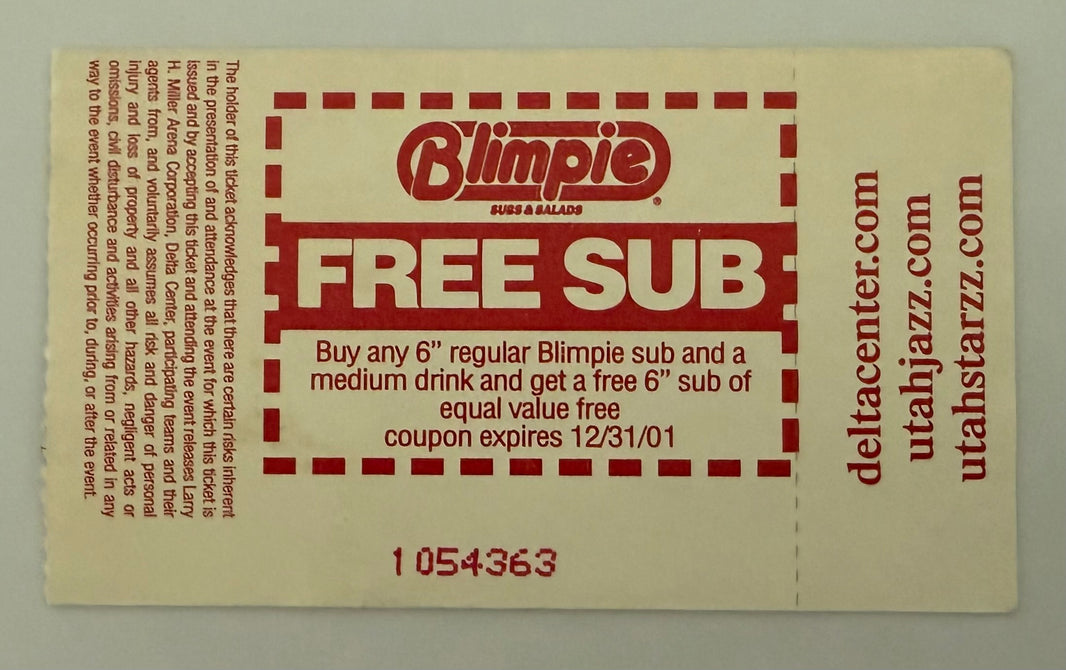 The holder of this ticket acknowledges that there are certain risks inherent
in the presentation of and attendance at the event for which this ticket is
issued and by accepting this ticket and attending the event releases Larry
H. Miller Arena Corporation, Delta Center, participating teams and their
agents from, and voluntarily assumes all risk and danger of personal
injury and loss of property and all other hazards, negligent acts or
omissions, civil disturbance and activities arising from or related in any
way to the event whether occurring prior to, during, or after the event.
Blimpie®
SUBS & SALADS
FREE SUB
Buy any 6” regular Blimpie sub and a
medium drink and get a free 6” sub of
equal value free
coupon expires 12/31/01
1054363
deltacenter.com
utahjazz.com
utahstarzz.com